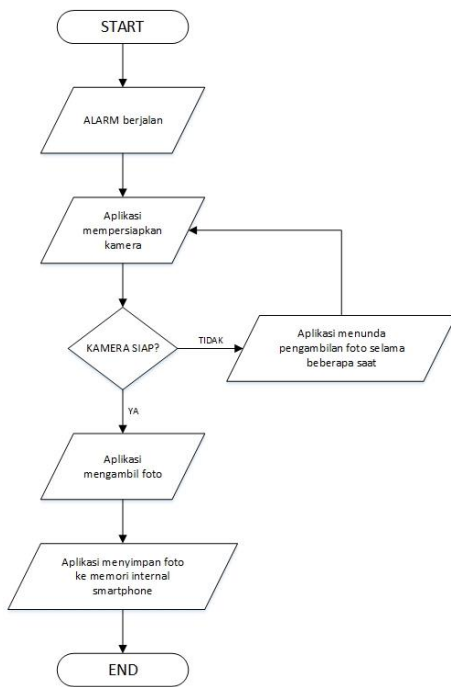 START
ALARM berjalan
Aplikasi
mempersiapkan
kamera
KAMERA SIAP?
TIDAK
Aplikasi menunda
pengambilan foto selama
beberapa saat
YA
Aplikasi
mengambil foto
Aplikasi menyimpan foto
ke memori internal
smartphone
END